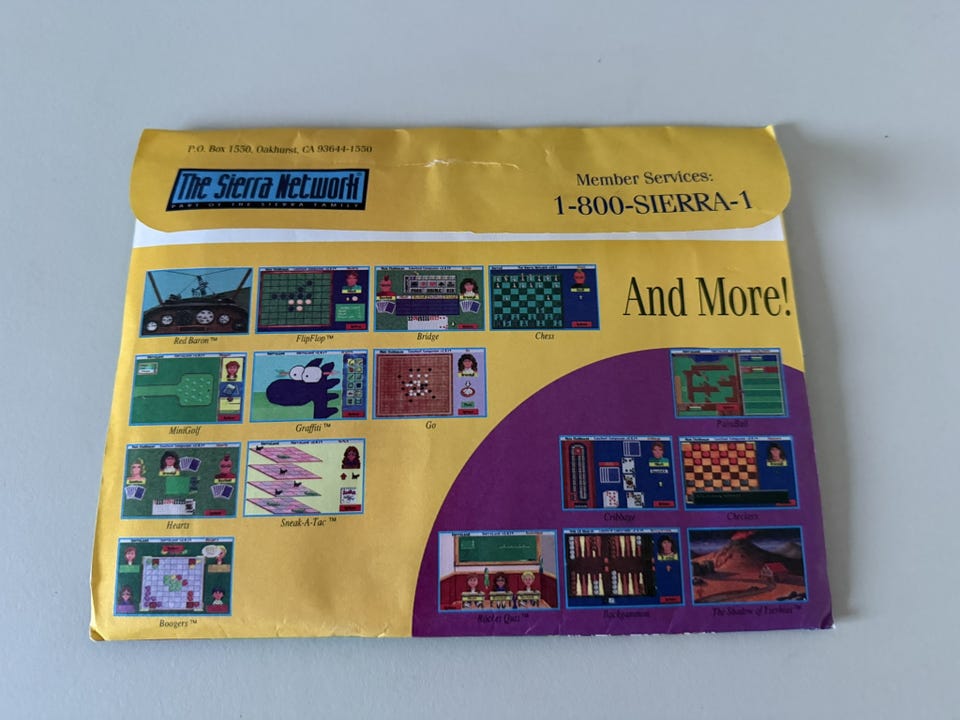 P.O. Box 1550, Oakhurst, CA 93644-1550
The Sierra Network
PART OF THE SIERRA FAMILY
Member Services:
1-800-SIERRA-1
And More!
Red Baron™
FlipFlop™
Bridge
Chess
MiniGolf
Graffiti™
Go
PaintBall
Hearts
Sneak-A-Tac™
Cribbage
Checkers
Boogers™
Rocket Quiz™
Backgammon
The Shadow of Yserbius™